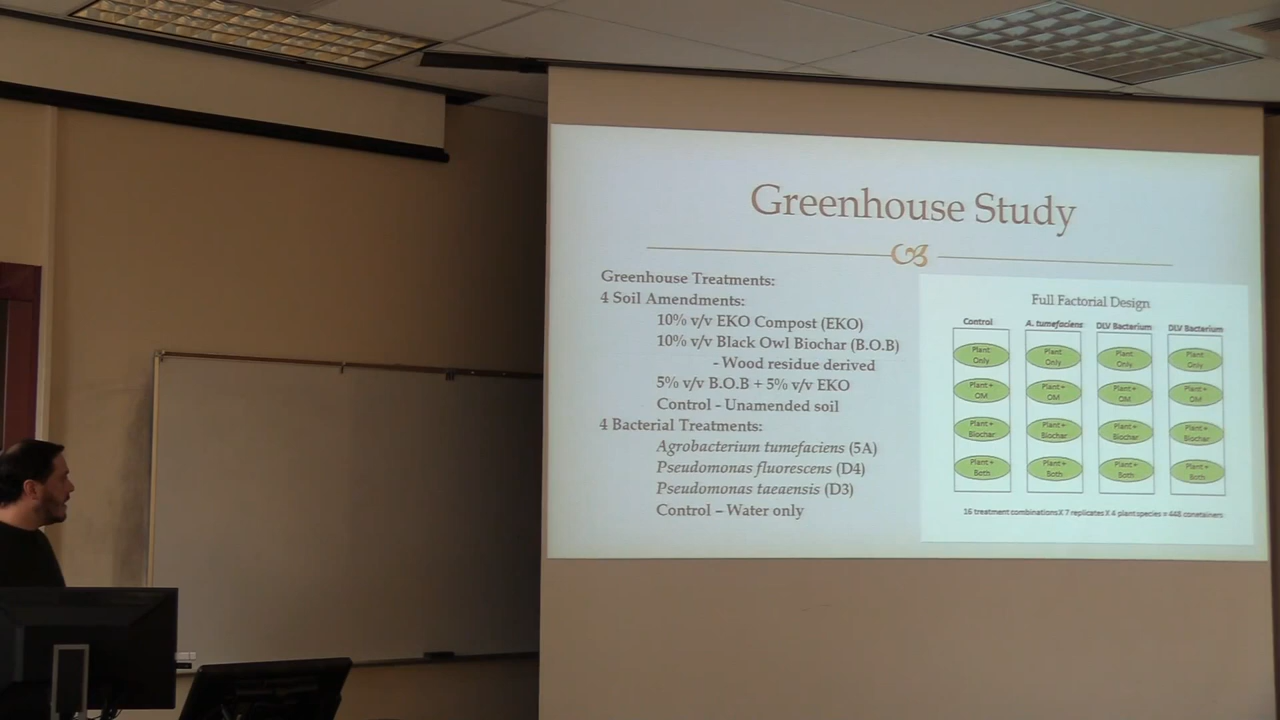 Greenhouse Study
Greenhouse Treatments:
4 Soil Amendments:
10% v/v EKO Compost (EKO)
10% v/v Black Owl Biochar (B.O.B)
- Wood residue derived
5% v/v B.O.B + 5% v/v EKO
Control - Unamended soil
4 Bacterial Treatments:
Agrobacterium tumefaciens (5A)
Pseudomonas fluorescens (D4)
Pseudomonas taeaensis (D3)
Control – Water only
Full Factorial Design
Control A. tumefaciens DLV Bacterium DLV Bacterium
Plant Only Plant Only Plant Only Plant Only
Plant + OM Plant + OM Plant + OM Plant + OM
Plant + Biochar Plant + Biochar Plant + Biochar Plant + Biochar
Plant + Both Plant + Both Plant + Both Plant + Both
16 treatment combinations X 7 replicates X 4 plant species = 448 conetainers